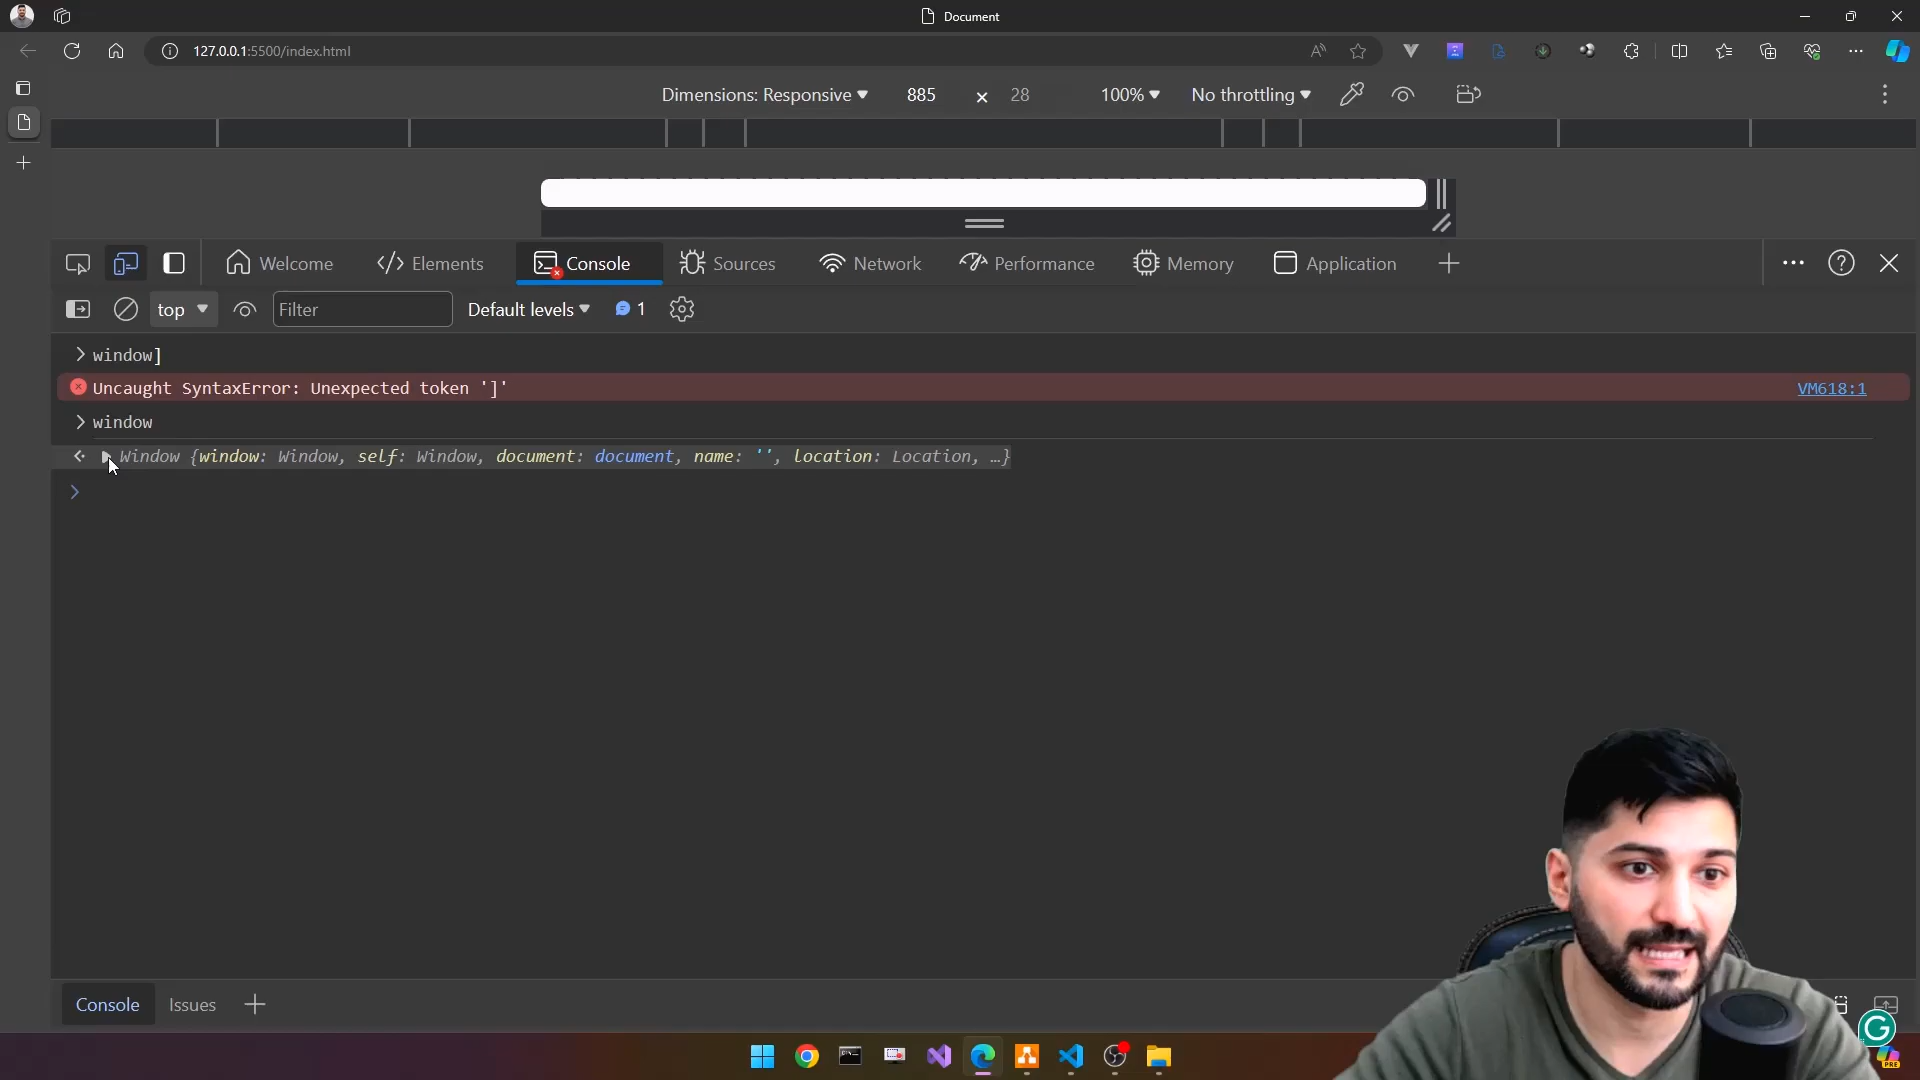 Document
127.0.0.1:5500/index.html
Dimensions: Responsive 885 × 28 100% No throttling
Welcome Elements Console Sources Network Performance Memory Application
top Filter Default levels 1
window]
Uncaught SyntaxError: Unexpected token ']' VM618:1
window
Window {window: Window, self: Window, document: document, name: '', location: Location, …}
Console Issues